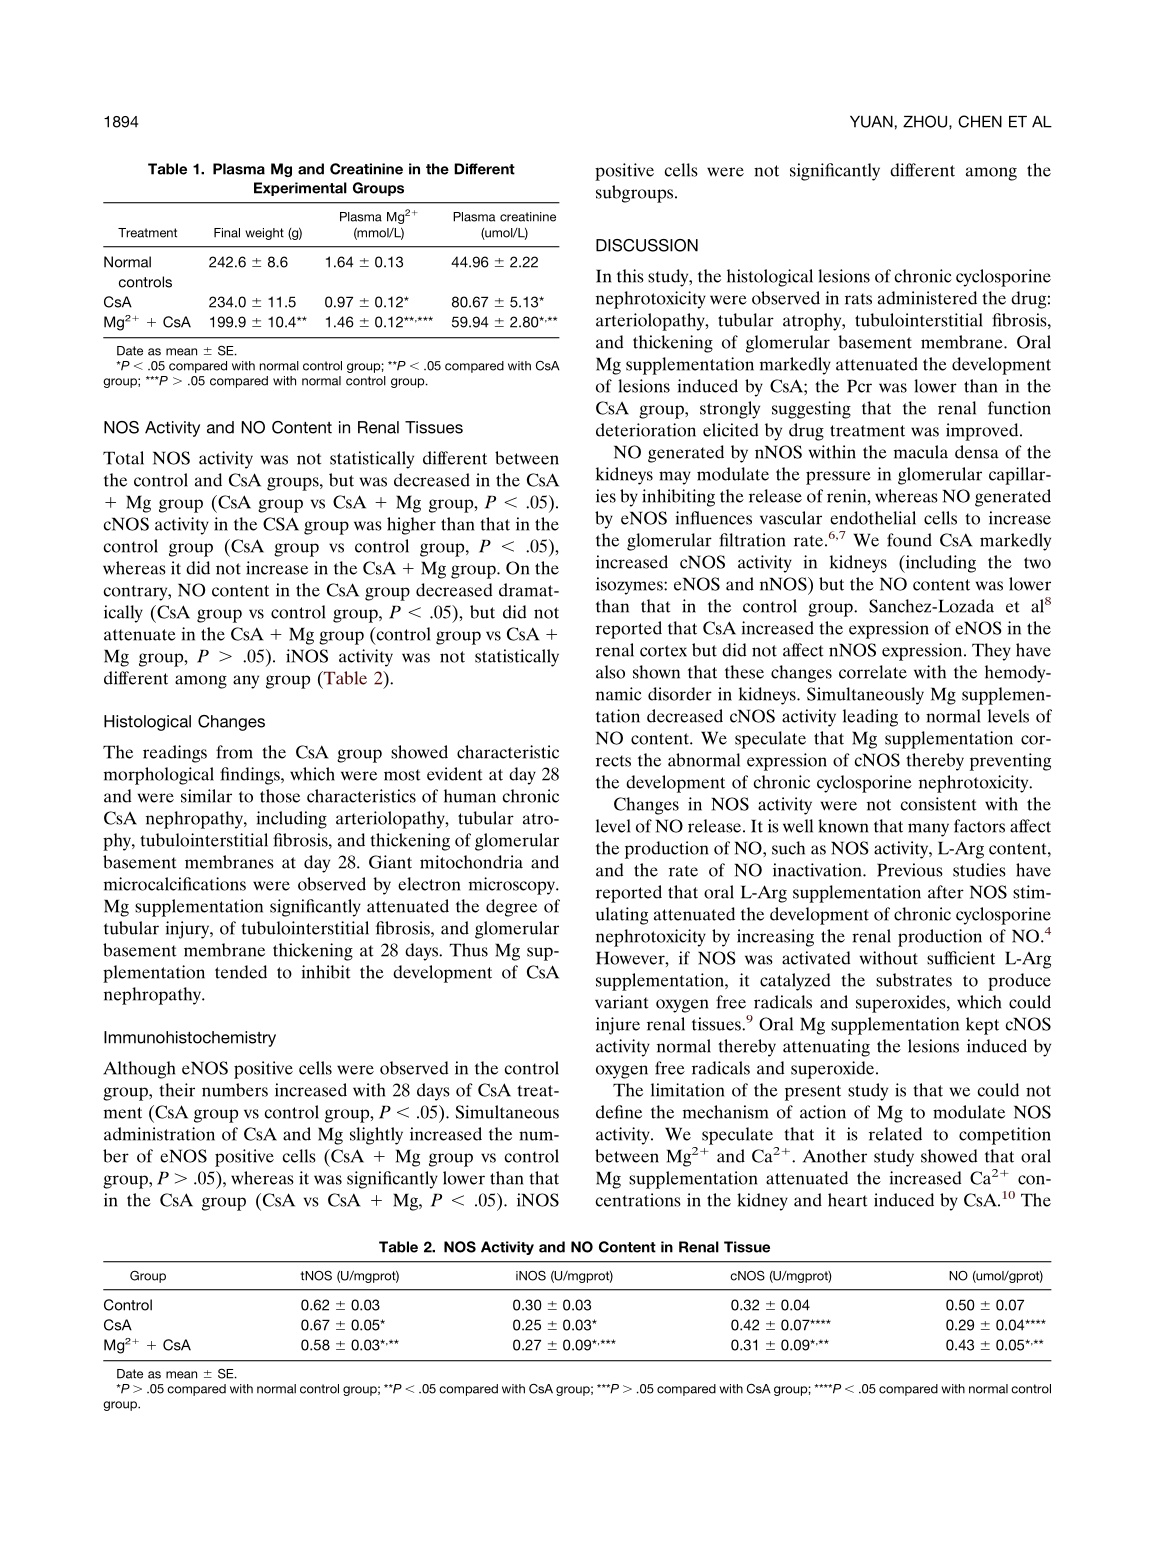 1894
YUAN, ZHOU, CHEN ET AL
Table 1. Plasma Mg and Creatinine in the Different
Experimental Groups
Treatment Final weight (g) Plasma Mg2+ (mmol/L) Plasma creatinine (umol/L)
Normal controls 242.6 ± 8.6 1.64 ± 0.13 44.96 ± 2.22
CsA 234.0 ± 11.5 0.97 ± 0.12* 80.67 ± 5.13*
Mg2+ + CsA 199.9 ± 10.4** 1.46 ± 0.12**,*** 59.94 ± 2.80*,**
Date as mean ± SE.
*P < .05 compared with normal control group; **P < .05 compared with CsA
group; ***P > .05 compared with normal control group.
NOS Activity and NO Content in Renal Tissues
Total NOS activity was not statistically different between
the control and CsA groups, but was decreased in the CsA
+ Mg group (CsA group vs CsA + Mg group, P < .05).
cNOS activity in the CSA group was higher than that in the
control group (CsA group vs control group, P < .05),
whereas it did not increase in the CsA + Mg group. On the
contrary, NO content in the CsA group decreased dramat-
ically (CsA group vs control group, P < .05), but did not
attenuate in the CsA + Mg group (control group vs CsA +
Mg group, P > .05). iNOS activity was not statistically
different among any group (Table 2).
Histological Changes
The readings from the CsA group showed characteristic
morphological findings, which were most evident at day 28
and were similar to those characteristics of human chronic
CsA nephropathy, including arteriolopathy, tubular atro-
phy, tubulointerstitial fibrosis, and thickening of glomerular
basement membranes at day 28. Giant mitochondria and
microcalcifications were observed by electron microscopy.
Mg supplementation significantly attenuated the degree of
tubular injury, of tubulointerstitial fibrosis, and glomerular
basement membrane thickening at 28 days. Thus Mg sup-
plementation tended to inhibit the development of CsA
nephropathy.
Immunohistochemistry
Although eNOS positive cells were observed in the control
group, their numbers increased with 28 days of CsA treat-
ment (CsA group vs control group, P < .05). Simultaneous
administration of CsA and Mg slightly increased the num-
ber of eNOS positive cells (CsA + Mg group vs control
group, P > .05), whereas it was significantly lower than that
in the CsA group (CsA vs CsA + Mg, P < .05). iNOS
positive cells were not significantly different among the
subgroups.
DISCUSSION
In this study, the histological lesions of chronic cyclosporine
nephrotoxicity were observed in rats administered the drug:
arteriolopathy, tubular atrophy, tubulointerstitial fibrosis,
and thickening of glomerular basement membrane. Oral
Mg supplementation markedly attenuated the development
of lesions induced by CsA; the Pcr was lower than in the
CsA group, strongly suggesting that the renal function
deterioration elicited by drug treatment was improved.
NO generated by nNOS within the macula densa of the
kidneys may modulate the pressure in glomerular capillar-
ies by inhibiting the release of renin, whereas NO generated
by eNOS influences vascular endothelial cells to increase
the glomerular filtration rate.6,7 We found CsA markedly
increased cNOS activity in kidneys (including the two
isozymes: eNOS and nNOS) but the NO content was lower
than that in the control group. Sanchez-Lozada et al8
reported that CsA increased the expression of eNOS in the
renal cortex but did not affect nNOS expression. They have
also shown that these changes correlate with the hemody-
namic disorder in kidneys. Simultaneously Mg supplemen-
tation decreased cNOS activity leading to normal levels of
NO content. We speculate that Mg supplementation cor-
rects the abnormal expression of cNOS thereby preventing
the development of chronic cyclosporine nephrotoxicity.
Changes in NOS activity were not consistent with the
level of NO release. It is well known that many factors affect
the production of NO, such as NOS activity, L-Arg content,
and the rate of NO inactivation. Previous studies have
reported that oral L-Arg supplementation after NOS stim-
ulating attenuated the development of chronic cyclosporine
nephrotoxicity by increasing the renal production of NO.4
However, if NOS was activated without sufficient L-Arg
supplementation, it catalyzed the substrates to produce
variant oxygen free radicals and superoxides, which could
injure renal tissues.9 Oral Mg supplementation kept cNOS
activity normal thereby attenuating the lesions induced by
oxygen free radicals and superoxide.
The limitation of the present study is that we could not
define the mechanism of action of Mg to modulate NOS
activity. We speculate that it is related to competition
between Mg2+ and Ca2+. Another study showed that oral
Mg supplementation attenuated the increased Ca2+ con-
centrations in the kidney and heart induced by CsA.10 The
Table 2. NOS Activity and NO Content in Renal Tissue
Group tNOS (U/mgprot) iNOS (U/mgprot) cNOS (U/mgprot) NO (umol/gprot)
Control 0.62 ± 0.03 0.30 ± 0.03 0.32 ± 0.04 0.50 ± 0.07
CsA 0.67 ± 0.05* 0.25 ± 0.03* 0.42 ± 0.07**** 0.29 ± 0.04****
Mg2+ + CsA 0.58 ± 0.03*,** 0.27 ± 0.09*,*** 0.31 ± 0.09*,** 0.43 ± 0.05*,**
Date as mean ± SE.
*P > .05 compared with normal control group; **P < .05 compared with CsA group; ***P > .05 compared with CsA group; ****P < .05 compared with normal control
group.